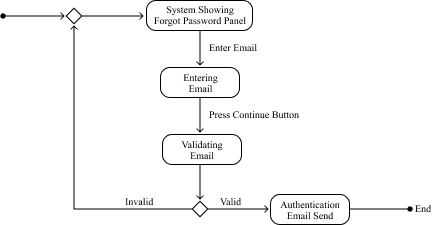 System Showing
Forgot Password Panel
Enter Email
Entering
Email
Press Continue Button
Validating
Email
Invalid
Valid
Authentication
Email Send
End